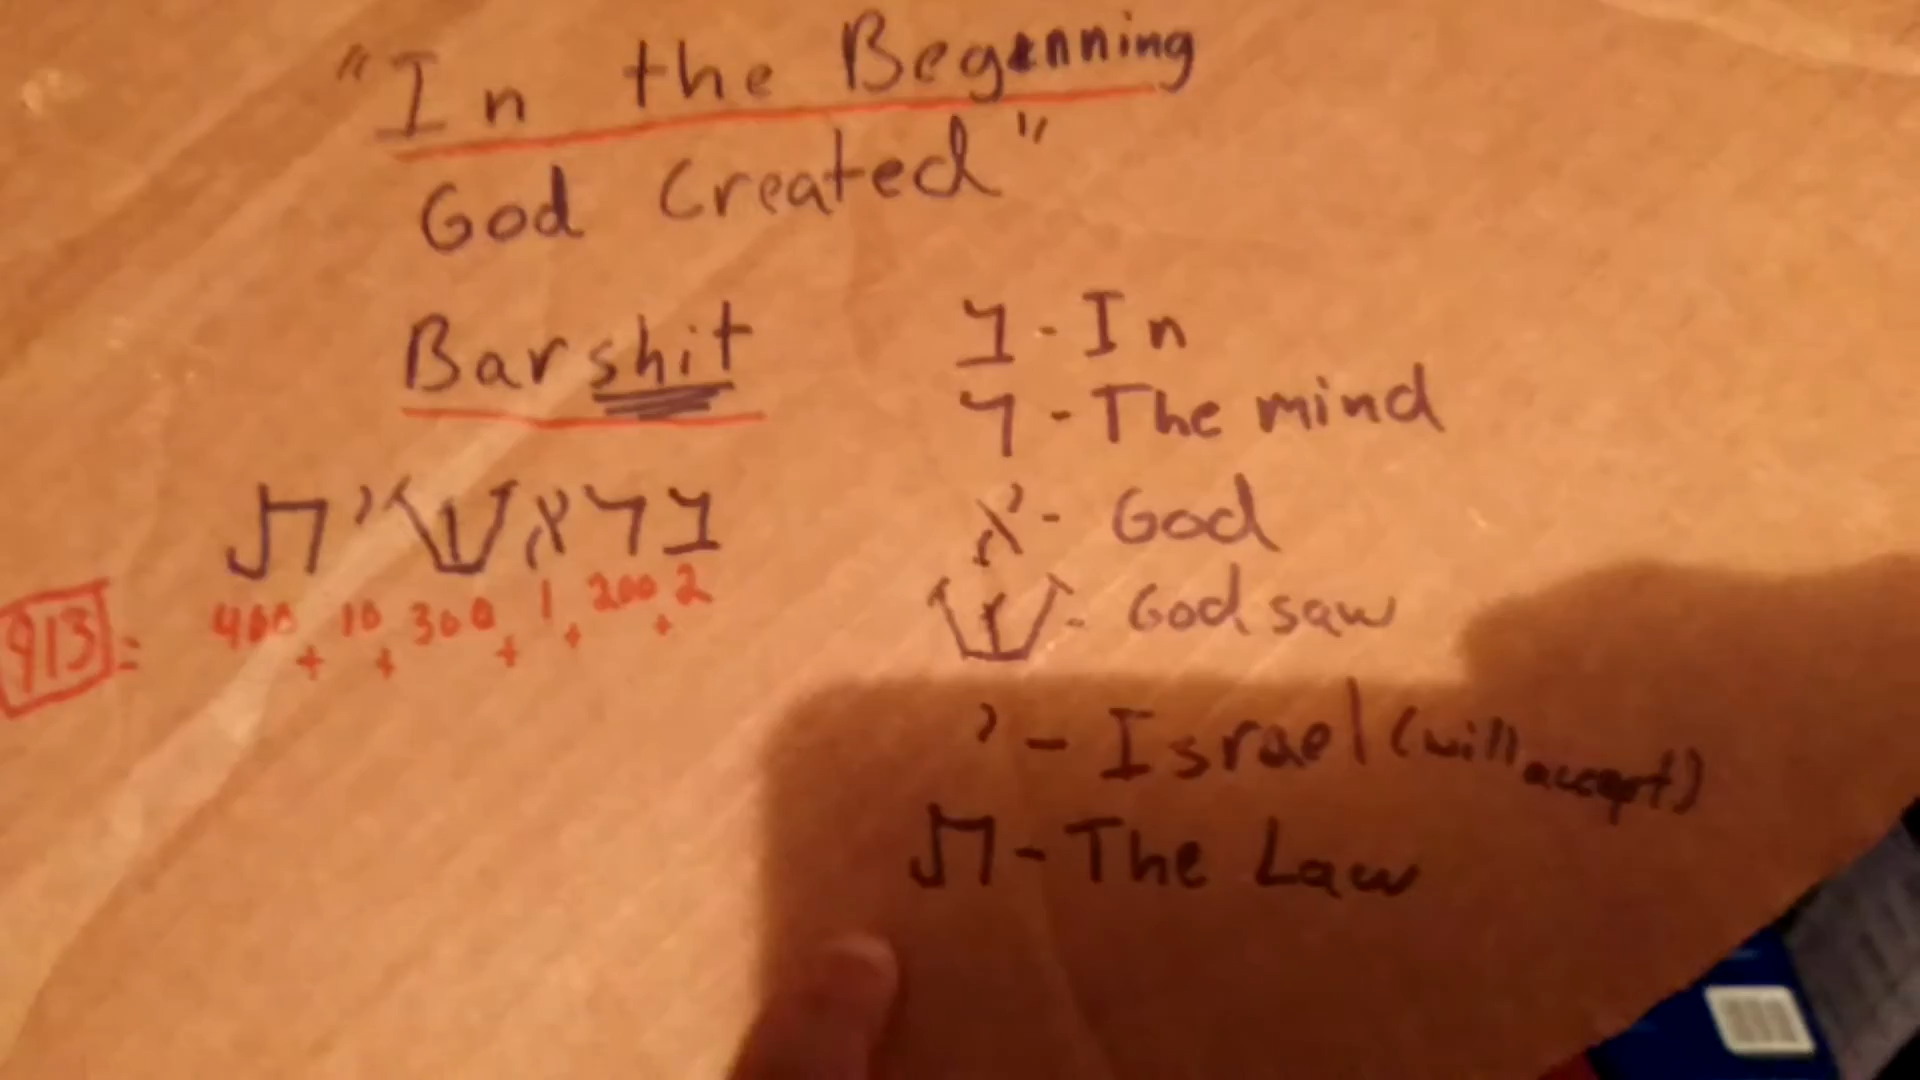 "In the Beginning
God Created"
Barshit
בראשית
913 = 400 + 10 + 300 + 1 + 200 + 2
ב - In
ר - The mind
א - God
ש - God saw
י - Israel (will accept)
ת - The Law